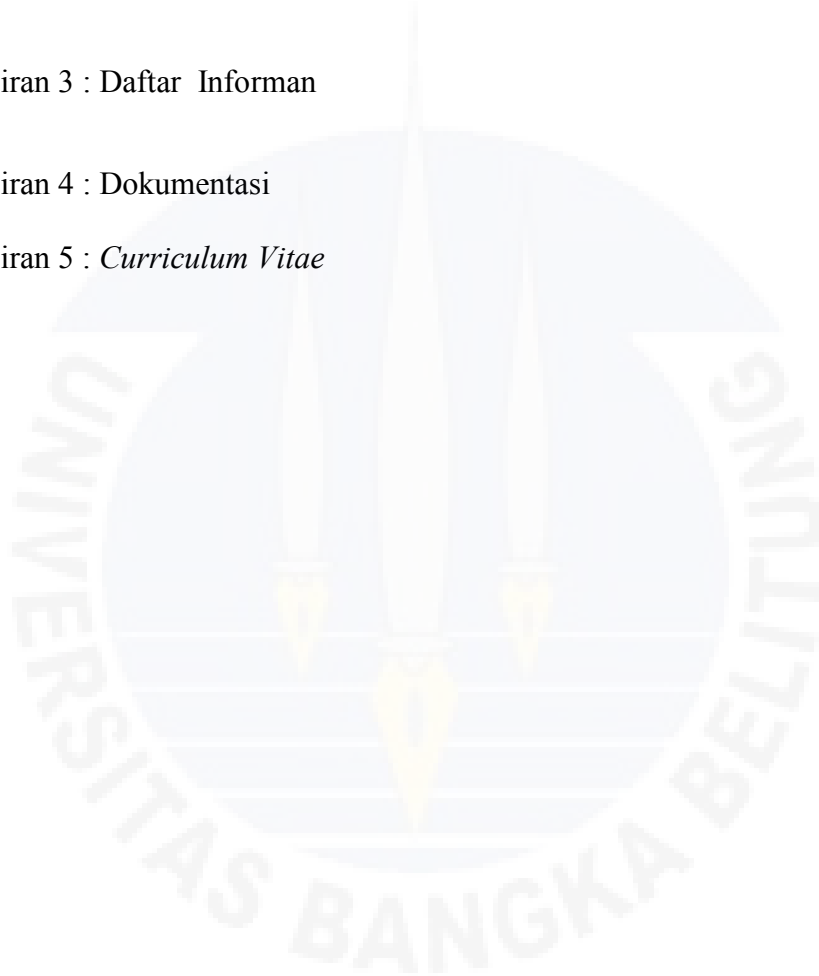 iran 3 : Daftar Informan
iran 4 : Dokumentasi
iran 5 : Curriculum Vitae
UNIVERSITAS BANGKA BELITUNG